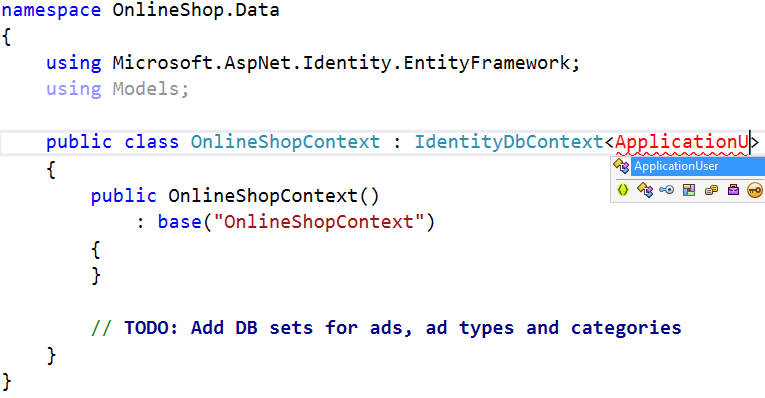 namespace OnlineShop.Data
{
    using Microsoft.AspNet.Identity.EntityFramework;
    using Models;

    public class OnlineShopContext : IdentityDbContext<ApplicationU>
ApplicationUser
    {
        public OnlineShopContext()
            : base("OnlineShopContext")
        {
        }

        // TODO: Add DB sets for ads, ad types and categories
    }
}